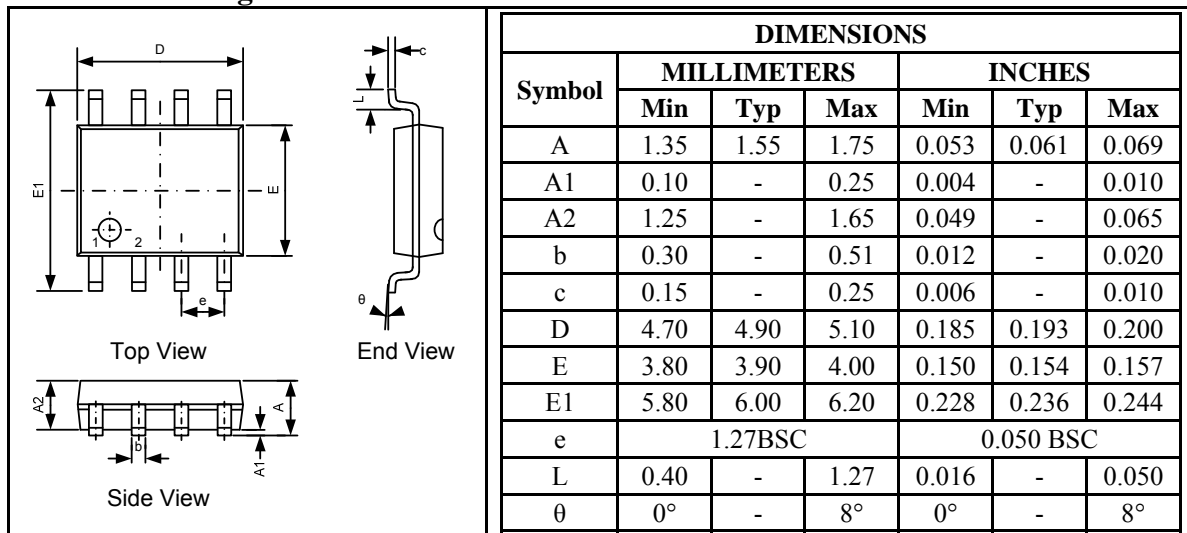 D
c
L
E1
E
1 2
e
θ
Top View
End View
A2
A
b
A1
Side View
DIMENSIONS
Symbol MILLIMETERS INCHES
Min Typ Max Min Typ Max
A 1.35 1.55 1.75 0.053 0.061 0.069
A1 0.10 - 0.25 0.004 - 0.010
A2 1.25 - 1.65 0.049 - 0.065
b 0.30 - 0.51 0.012 - 0.020
c 0.15 - 0.25 0.006 - 0.010
D 4.70 4.90 5.10 0.185 0.193 0.200
E 3.80 3.90 4.00 0.150 0.154 0.157
E1 5.80 6.00 6.20 0.228 0.236 0.244
e 1.27BSC 0.050 BSC
L 0.40 - 1.27 0.016 - 0.050
θ 0° - 8° 0° - 8°